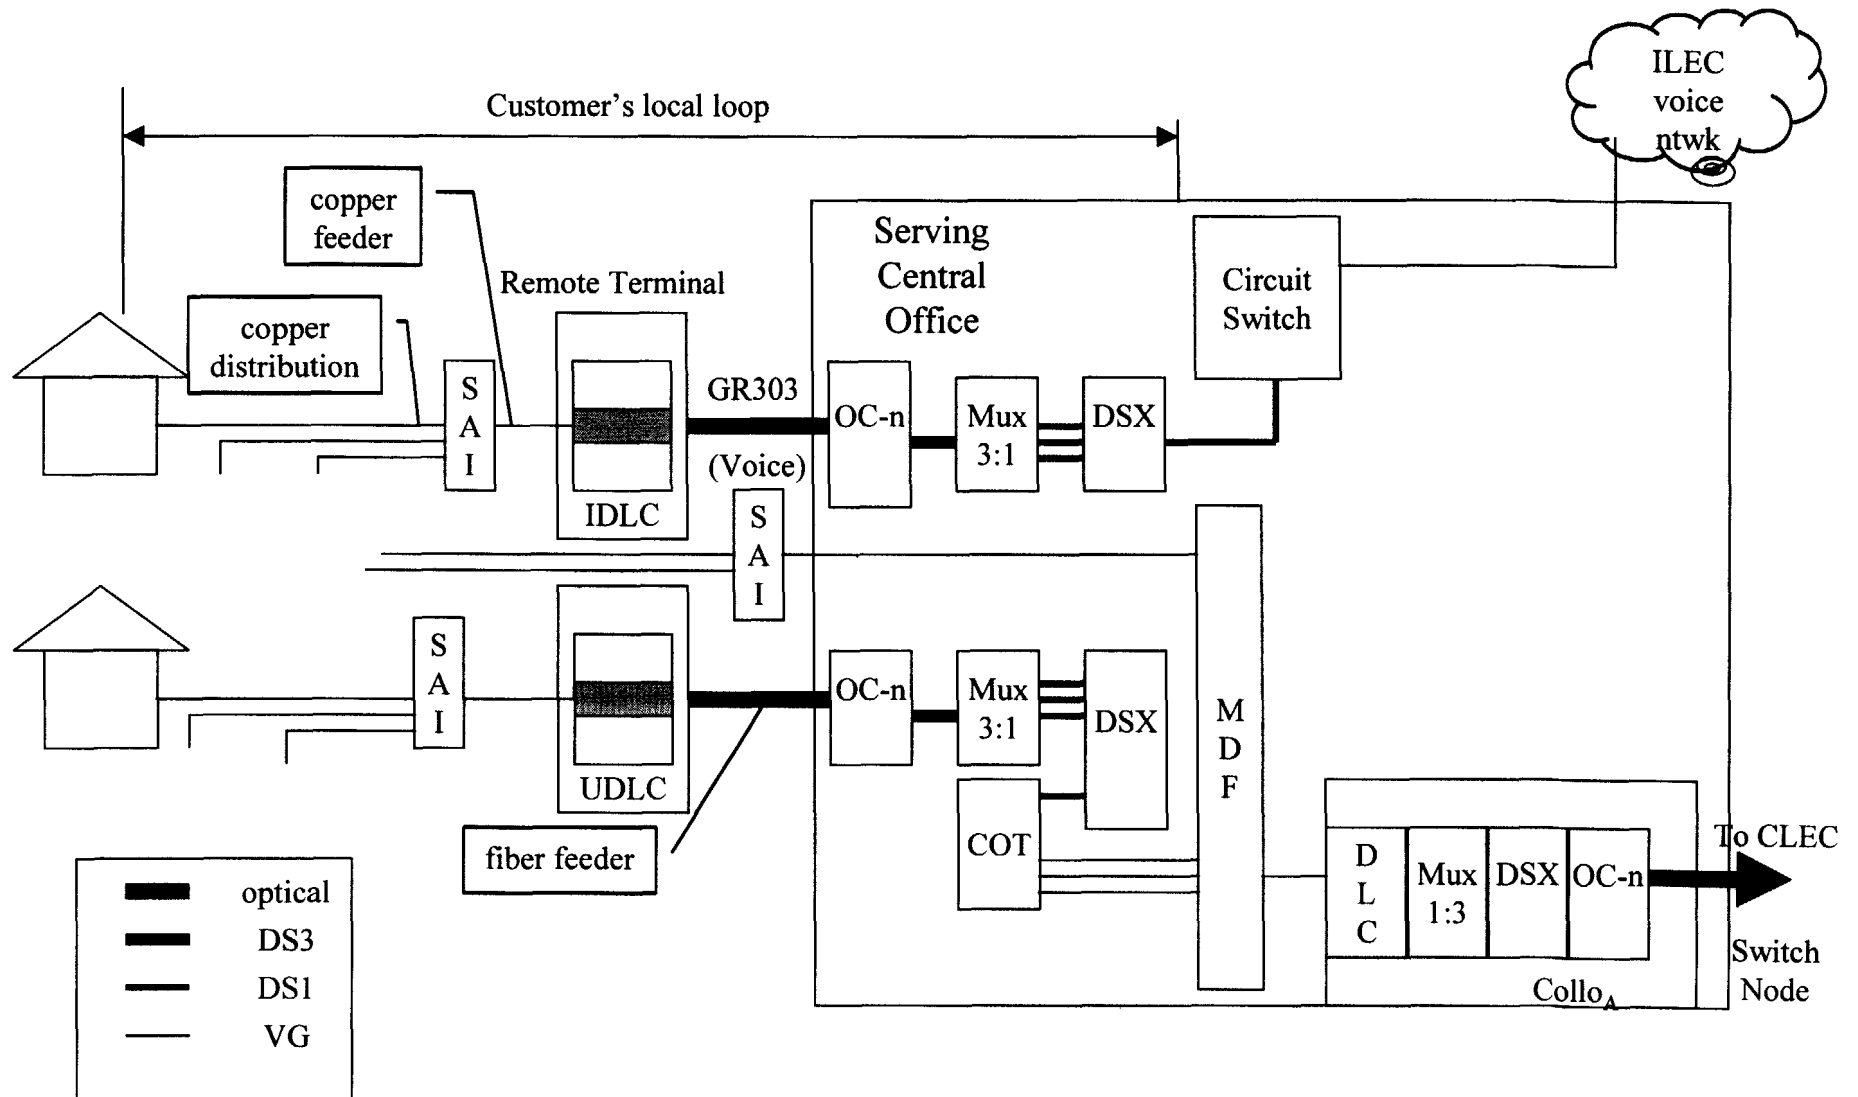 ILEC
voice
ntwk
Customer's local loop
copper
feeder
Serving
Central
Office
Circuit
Switch
Remote Terminal
copper
distribution
S
A
I
GR303
(Voice)
IDLC
OC-n
Mux
3:1
DSX
S
A
I
S
A
I
UDLC
OC-n
Mux
3:1
DSX
M
D
F
COT
fiber feeder
D
L
C
Mux
1:3
DSX
OC-n
To CLEC
Switch
Node
ColloA
optical
DS3
DS1
VG